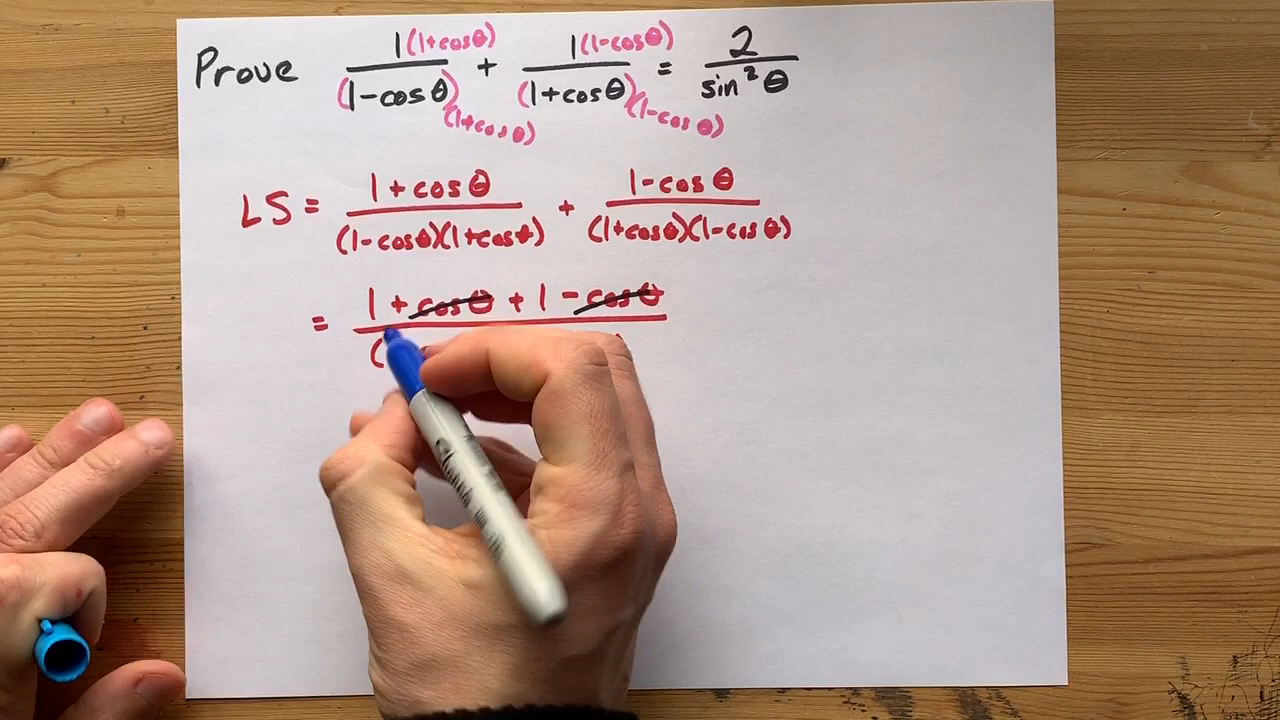 Prove 1(1+cosθ)/(1-cosθ)(1+cosθ) + 1(1-cosθ)/(1+cosθ)(1-cosθ) = 2/sin²θ
LS = 1+cosθ/(1-cosθ)(1+cosθ) + 1-cosθ/(1+cosθ)(1-cosθ)
= 1+cosθ+1-cosθ/(